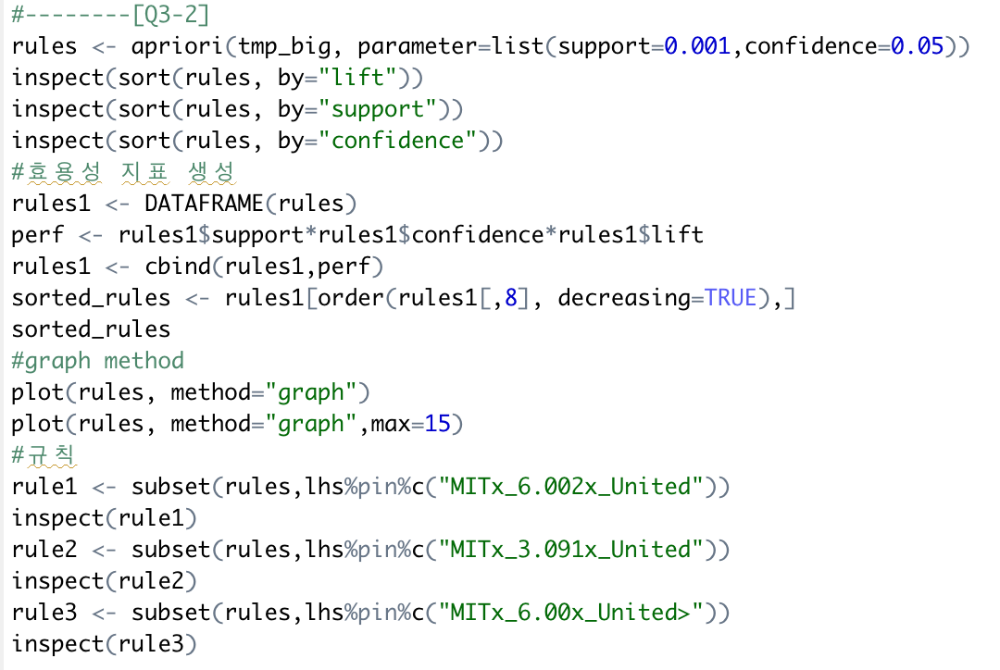 #--------[Q3-2]
rules <- apriori(tmp_big, parameter=list(support=0.001,confidence=0.05))
inspect(sort(rules, by="lift"))
inspect(sort(rules, by="support"))
inspect(sort(rules, by="confidence"))
#효용성 지표 생성
rules1 <- DATAFRAME(rules)
perf <- rules1$support*rules1$confidence*rules1$lift
rules1 <- cbind(rules1,perf)
sorted_rules <- rules1[order(rules1[,8], decreasing=TRUE),]
sorted_rules
#graph method
plot(rules, method="graph")
plot(rules, method="graph",max=15)
#규칙
rule1 <- subset(rules,lhs%pin%c("MITx_6.002x_United"))
inspect(rule1)
rule2 <- subset(rules,lhs%pin%c("MITx_3.091x_United"))
inspect(rule2)
rule3 <- subset(rules,lhs%pin%c("MITx_6.00x_United>"))
inspect(rule3)